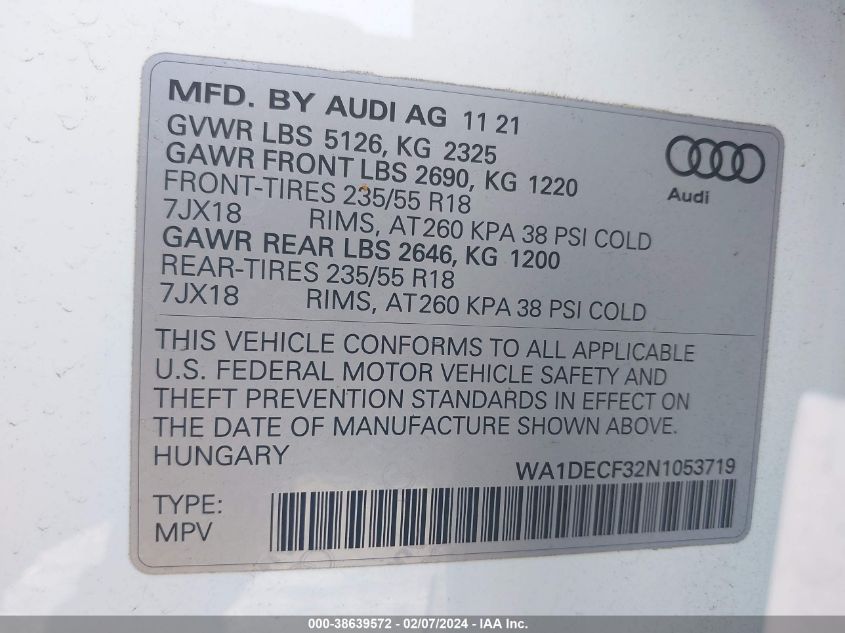 MFD. BY AUDI AG 11 21
GVWR LBS 5126, KG 2325
GAWR FRONT LBS 2690, KG 1220
FRONT-TIRES 235/55 R18
7JX18 RIMS, AT260 KPA 38 PSI COLD
GAWR REAR LBS 2646, KG 1200
REAR-TIRES 235/55 R18
7JX18 RIMS, AT260 KPA 38 PSI COLD
Audi
THIS VEHICLE CONFORMS TO ALL APPLICABLE
U.S. FEDERAL MOTOR VEHICLE SAFETY AND
THEFT PREVENTION STANDARDS IN EFFECT ON
THE DATE OF MANUFACTURE SHOWN ABOVE.
HUNGARY
WA1DECF32N1053719
TYPE:
MPV
000-38639572 - 02/07/2024 - IAA Inc.